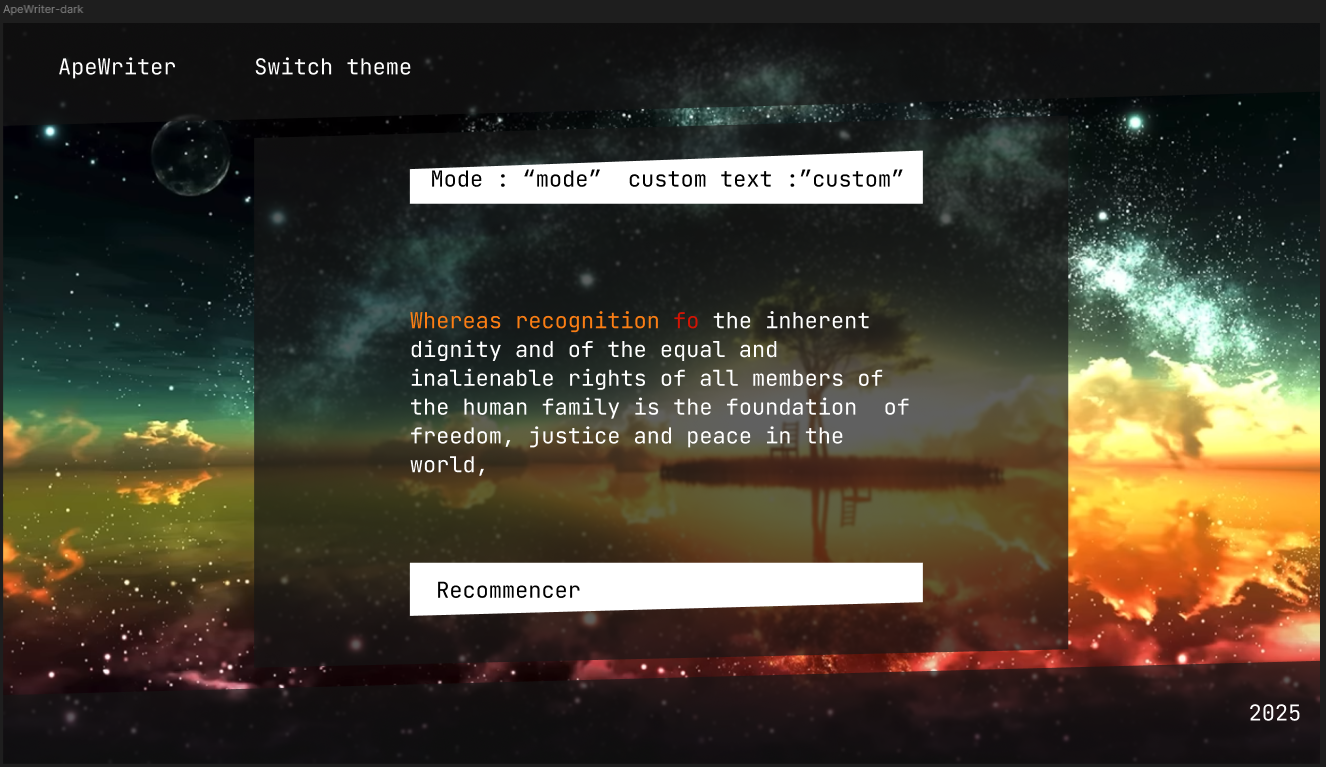 ApeWriter-dark
ApeWriter Switch theme
Mode : “mode” custom text :”custom”
Whereas recognition fo the inherent
dignity and of the equal and
inalienable rights of all members of
the human family is the foundation  of
freedom, justice and peace in the
world,
Recommencer
2025